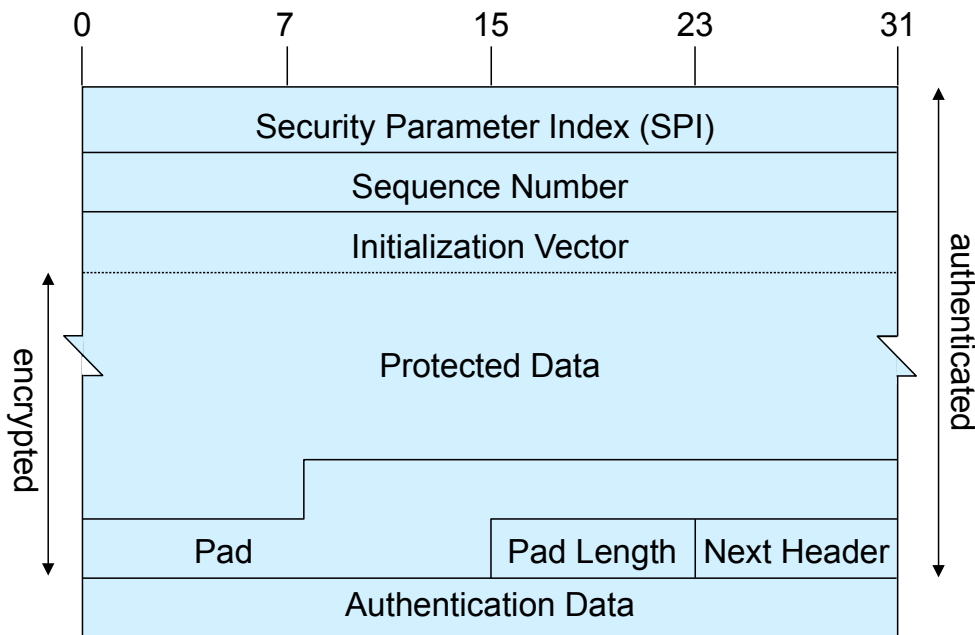 0 7 15 23 31
Security Parameter Index (SPI)
Sequence Number
Initialization Vector
authenticated
encrypted
Protected Data
Pad Pad Length Next Header
Authentication Data